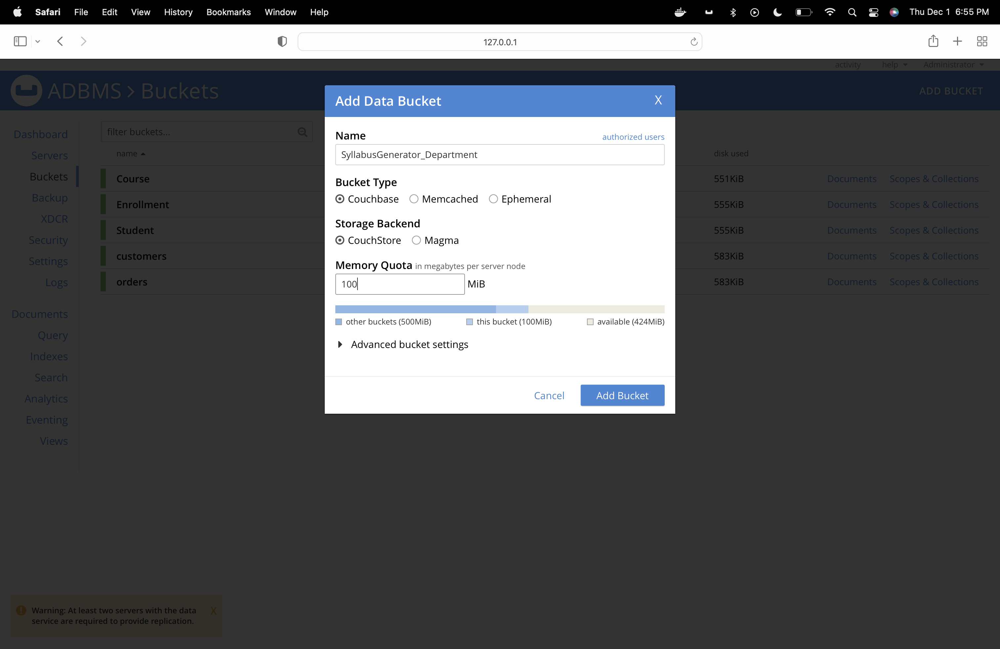 Safari File Edit View History Bookmarks Window Help Thu Dec 1 6:55 PM
127.0.0.1
activity help Administrator
ADBMS > Buckets ADD BUCKET
Dashboard
Servers
Buckets
Backup
XDCR
Security
Settings
Logs
Documents
Query
Indexes
Search
Analytics
Eventing
Views
filter buckets...
name disk used
Course 551KiB Documents Scopes & Collections
Enrollment 555KiB Documents Scopes & Collections
Student 555KiB Documents Scopes & Collections
customers 583KiB Documents Scopes & Collections
orders 583KiB Documents Scopes & Collections
Add Data Bucket X
Name authorized users
SyllabusGenerator_Department
Bucket Type
Couchbase Memcached Ephemeral
Storage Backend
CouchStore Magma
Memory Quota in megabytes per server node
100 MiB
other buckets (500MiB) this bucket (100MiB) available (424MiB)
Advanced bucket settings
Cancel Add Bucket
Warning: At least two servers with the data X
service are required to provide replication.